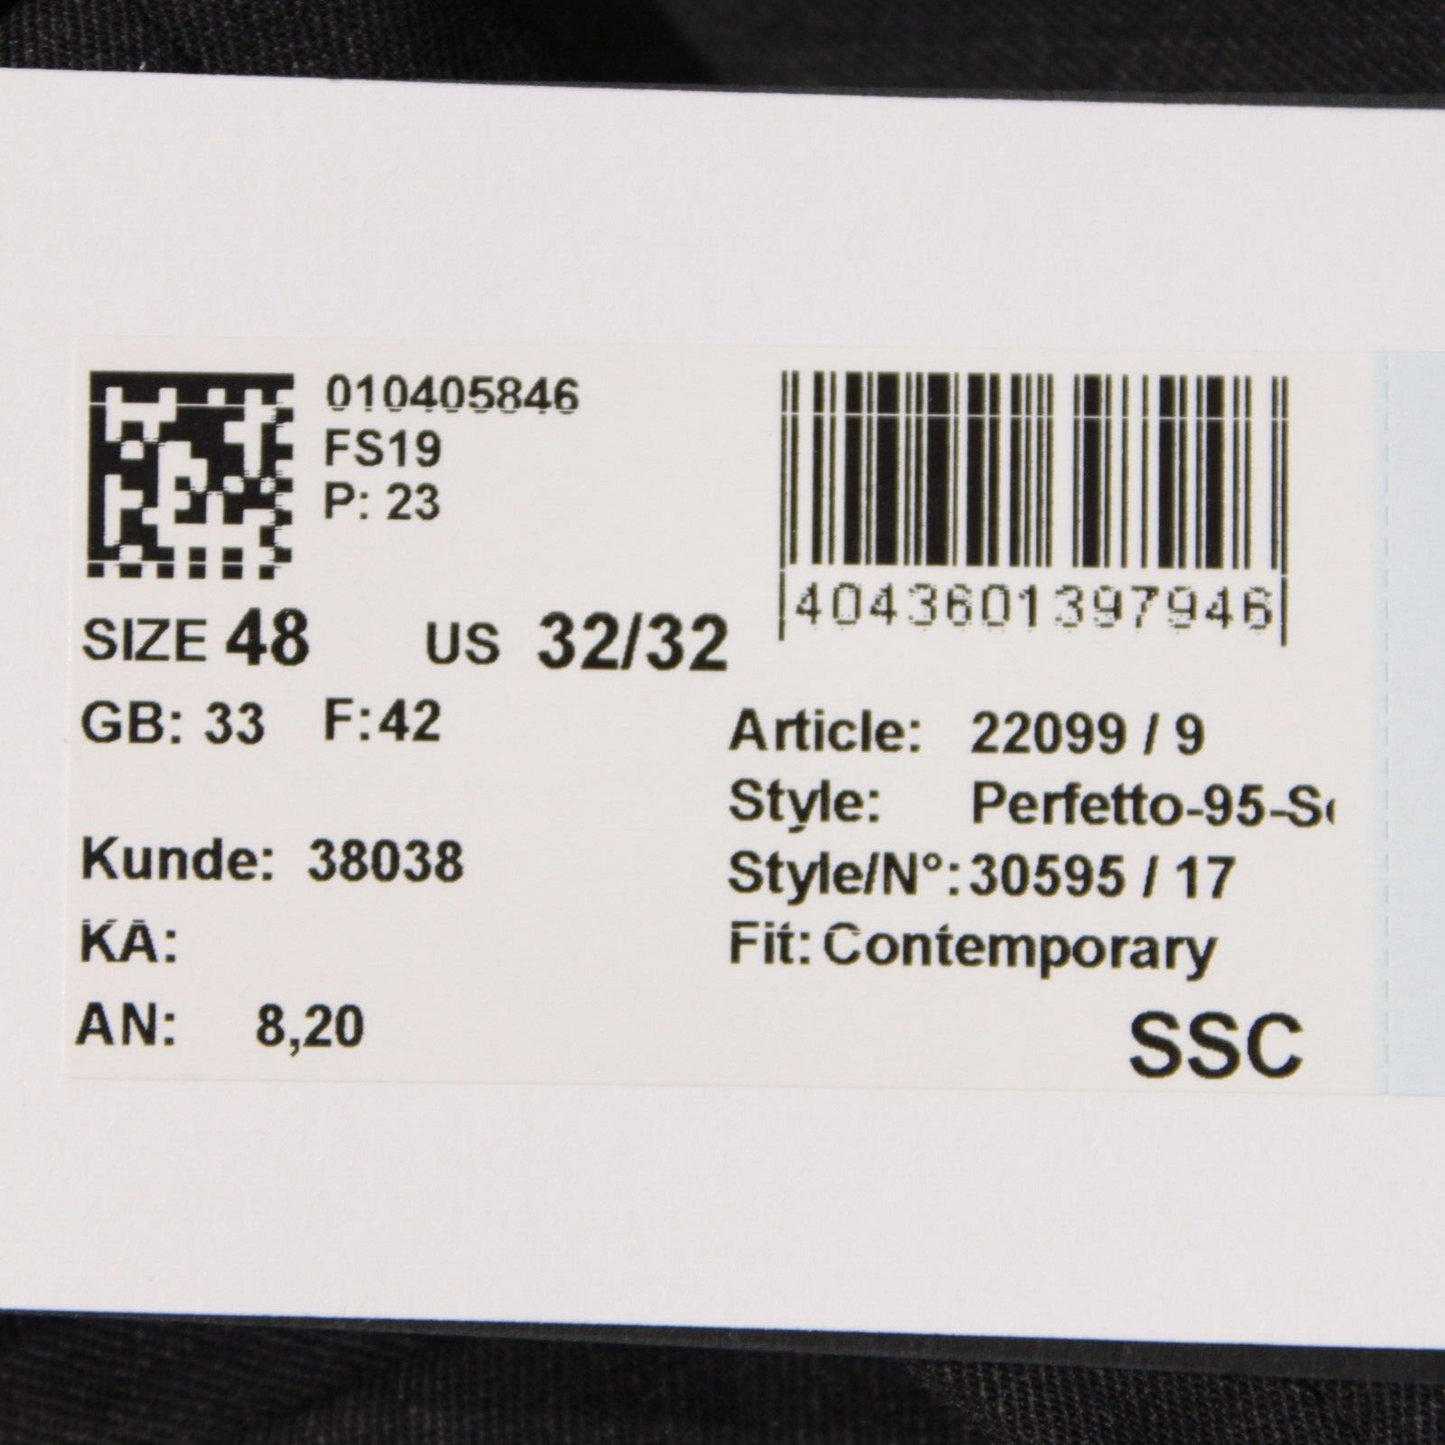 010405846
FS19
P: 23
4043601397946
SIZE 48 US 32/32
GB: 33 F:42
Article: 22099 / 9
Style: Perfetto-95-S
Kunde: 38038
Style/N°: 30595 / 17
KA:
Fit: Contemporary
AN: 8,20
SSC